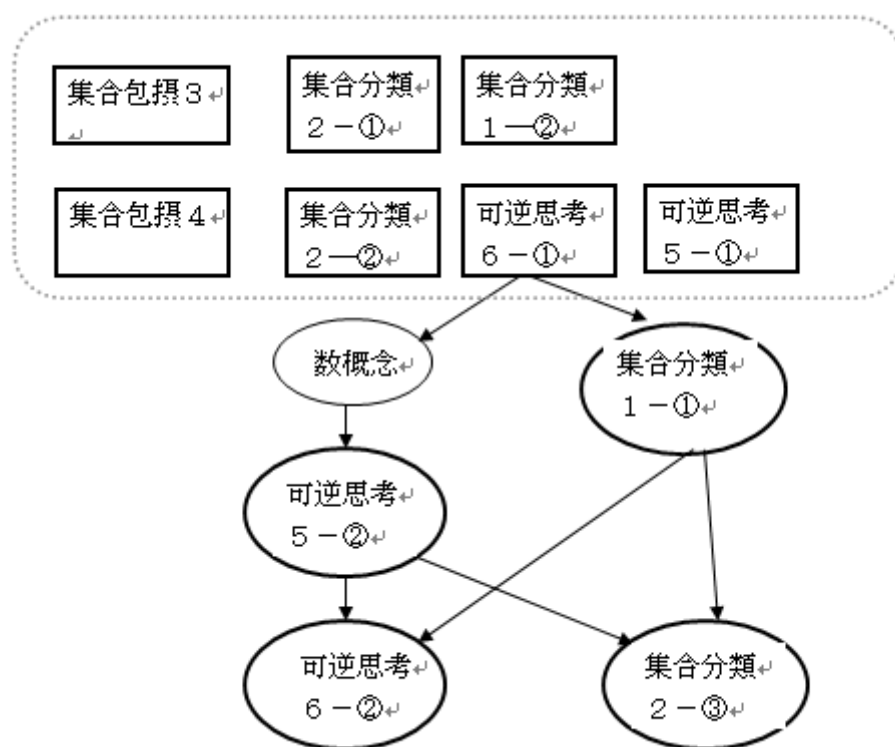 集合包摂3
集合分類
2－①
集合分類
1―②
集合包摂4
集合分類
2―②
可逆思考
6－①
可逆思考
5－①
数概念
集合分類
1－①
可逆思考
5－②
可逆思考
6－②
集合分類
2－③